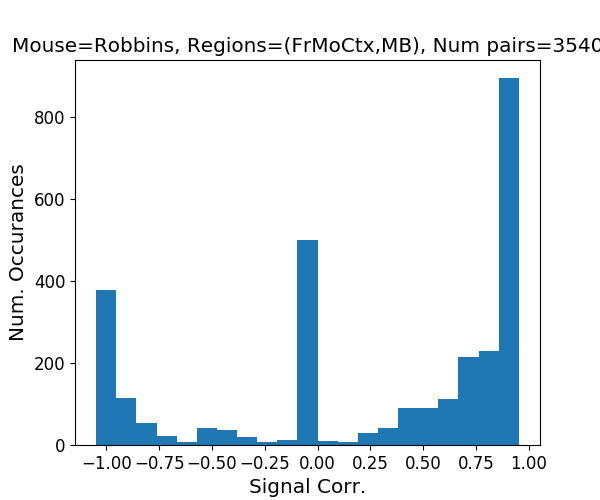 Mouse=Robbins, Regions=(FrMoCtx,MB), Num pairs=3540
Num. Occurances
800
600
400
200
0
−1.00 −0.75 −0.50 −0.25 0.00 0.25 0.50 0.75 1.00
Signal Corr.